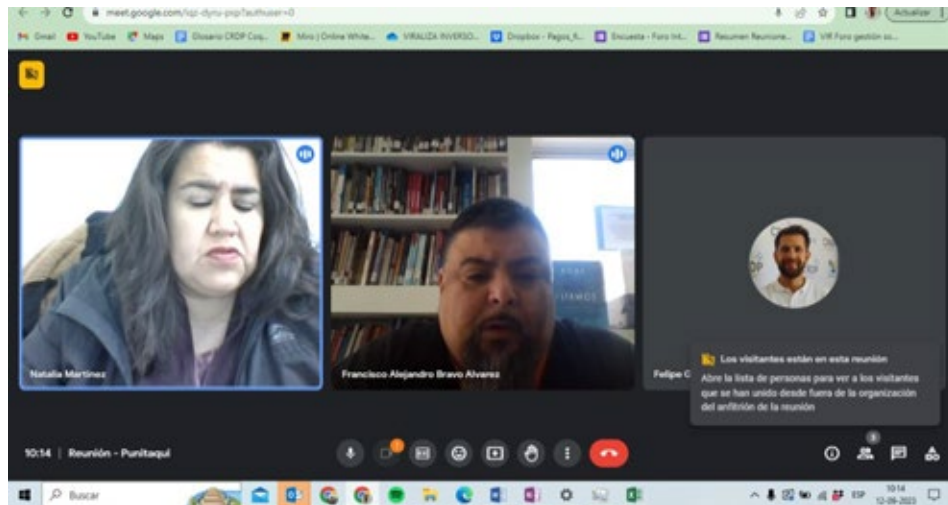 meet.google.com/iqz-dyru-pxp?authuser=0
Actualizar
Gmail
YouTube
Maps
Glosario CRDP Coq...
Miro | Online White...
VIRALIZA INVERSO...
Dropbox - Pagos_fi...
Encuesta - Foro Int...
Resumen Reunione...
VIR Foro gestión so...
Natalia Martinez
Francisco Alejandro Bravo Alvarez
Felipe
Los visitantes están en esta reunión
Abre la lista de personas para ver a los visitantes
que se han unido desde fuera de la organización
del anfitrión de la reunión
10:14 | Reunión - Punitaqui
3
Buscar
ESP
10:14
12-09-2023